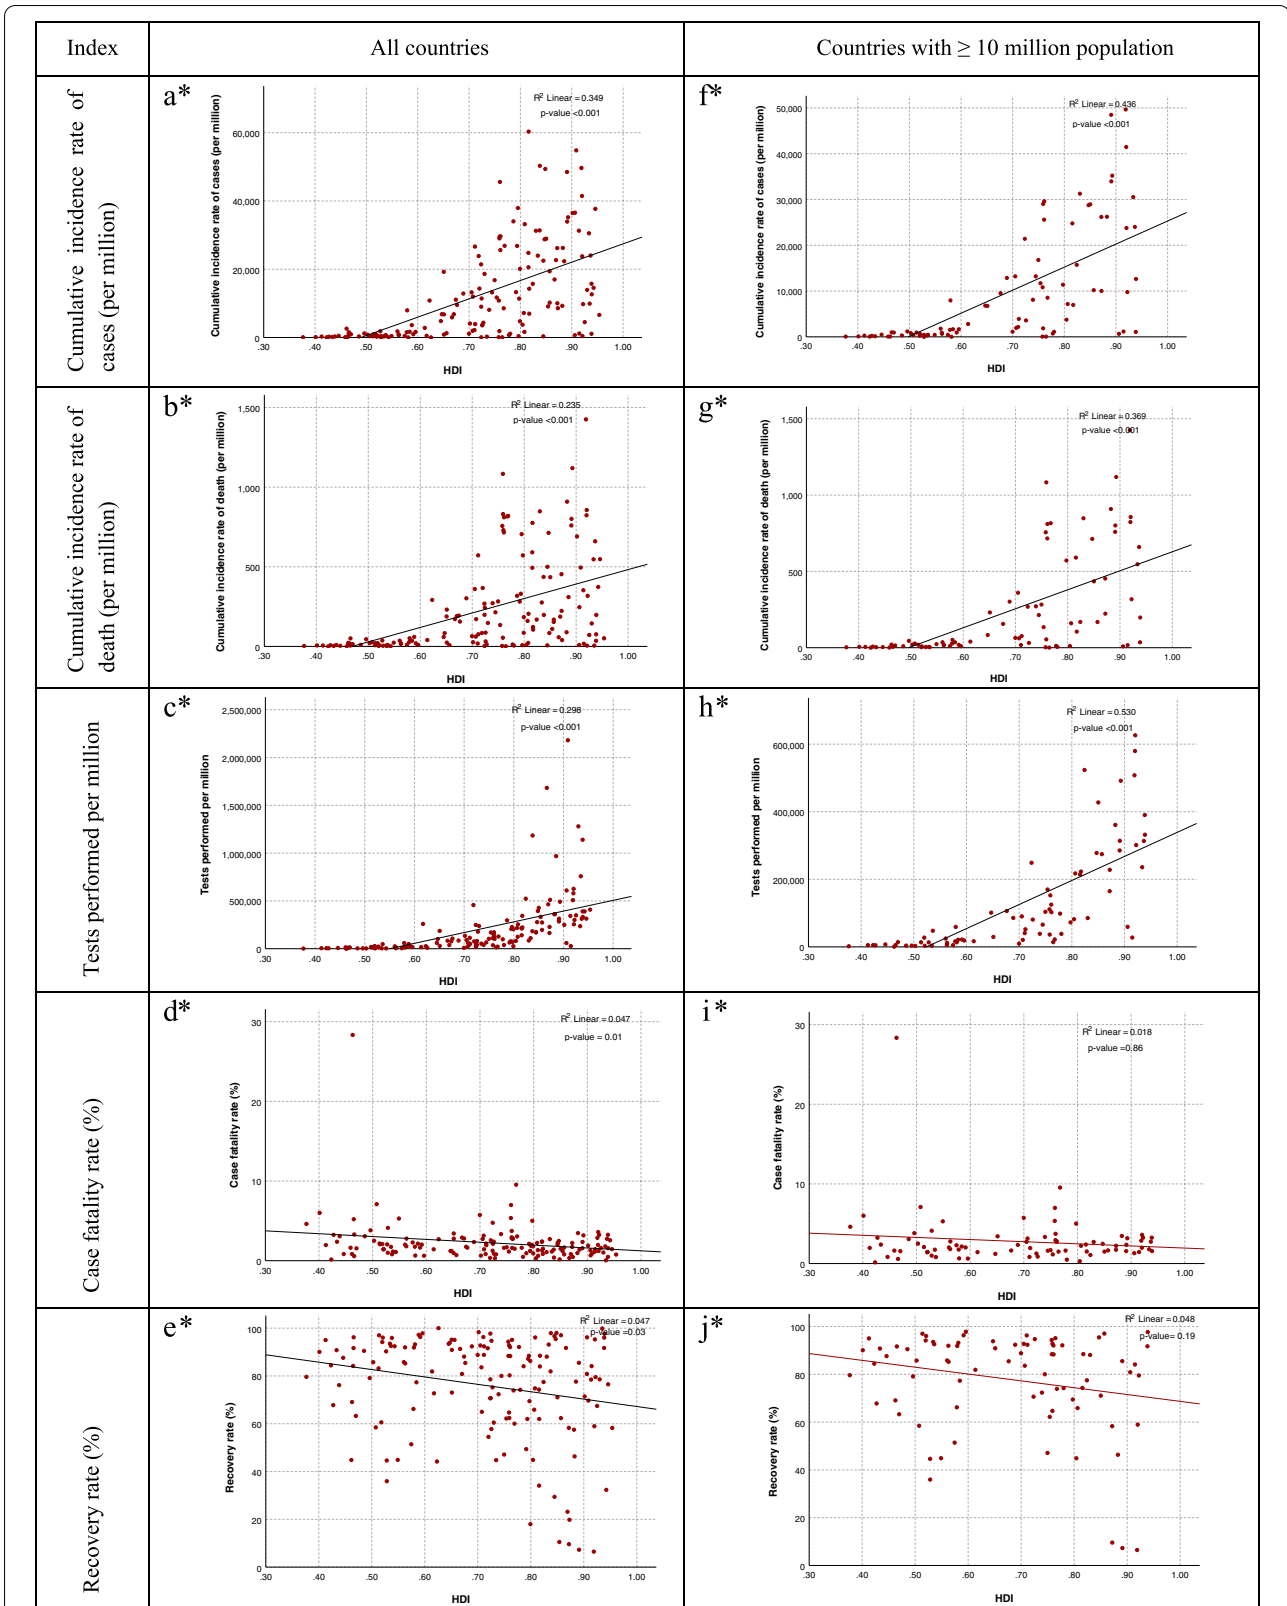 Index
All countries
Countries with ≥ 10 million population
Cumulative incidence rate of
cases (per million)
a*
R² Linear = 0.349
p-value <0.001
Cumulative incidence rate of cases (per million)
60,000
40,000
20,000
0
.30 .40 .50 .60 .70 .80 .90 1.00
HDI
f*
R² Linear = 0.436
p-value <0.001
Cumulative incidence rate of cases (per million)
50,000
40,000
30,000
20,000
10,000
0
.30 .40 .50 .60 .70 .80 .90 1.00
HDI
Cumulative incidence rate of
death (per million)
b*
R² Linear = 0.235
p-value <0.001
Cumulative incidence rate of death (per million)
1,500
1,000
500
0
.30 .40 .50 .60 .70 .80 .90 1.00
HDI
g*
R² Linear = 0.369
p-value <0.001
Cumulative incidence rate of death (per million)
1,500
1,000
500
0
.30 .40 .50 .60 .70 .80 .90 1.00
HDI
Tests performed per million
c*
R² Linear = 0.298
p-value <0.001
Tests performed per million
2,500,000
2,000,000
1,500,000
1,000,000
500,000
0
.30 .40 .50 .60 .70 .80 .90 1.00
HDI
h*
R² Linear = 0.530
p-value <0.001
Tests performed per million
600,000
400,000
200,000
0
.30 .40 .50 .60 .70 .80 .90 1.00
HDI
Case fatality rate (%)
d*
R² Linear = 0.047
p-value = 0.01
Case fatality rate (%)
30
20
10
0
.30 .40 .50 .60 .70 .80 .90 1.00
HDI
i*
R² Linear = 0.018
p-value =0.86
Case fatality rate (%)
30
20
10
0
.30 .40 .50 .60 .70 .80 .90 1.00
HDI
Recovery rate (%)
e*
R² Linear = 0.047
p-value =0.03
Recovery rate (%)
100
80
60
40
20
0
.30 .40 .50 .60 .70 .80 .90 1.00
HDI
j*
R² Linear = 0.048
p-value= 0.19
Recovery rate (%)
100
80
60
40
20
0
.30 .40 .50 .60 .70 .80 .90 1.00
HDI